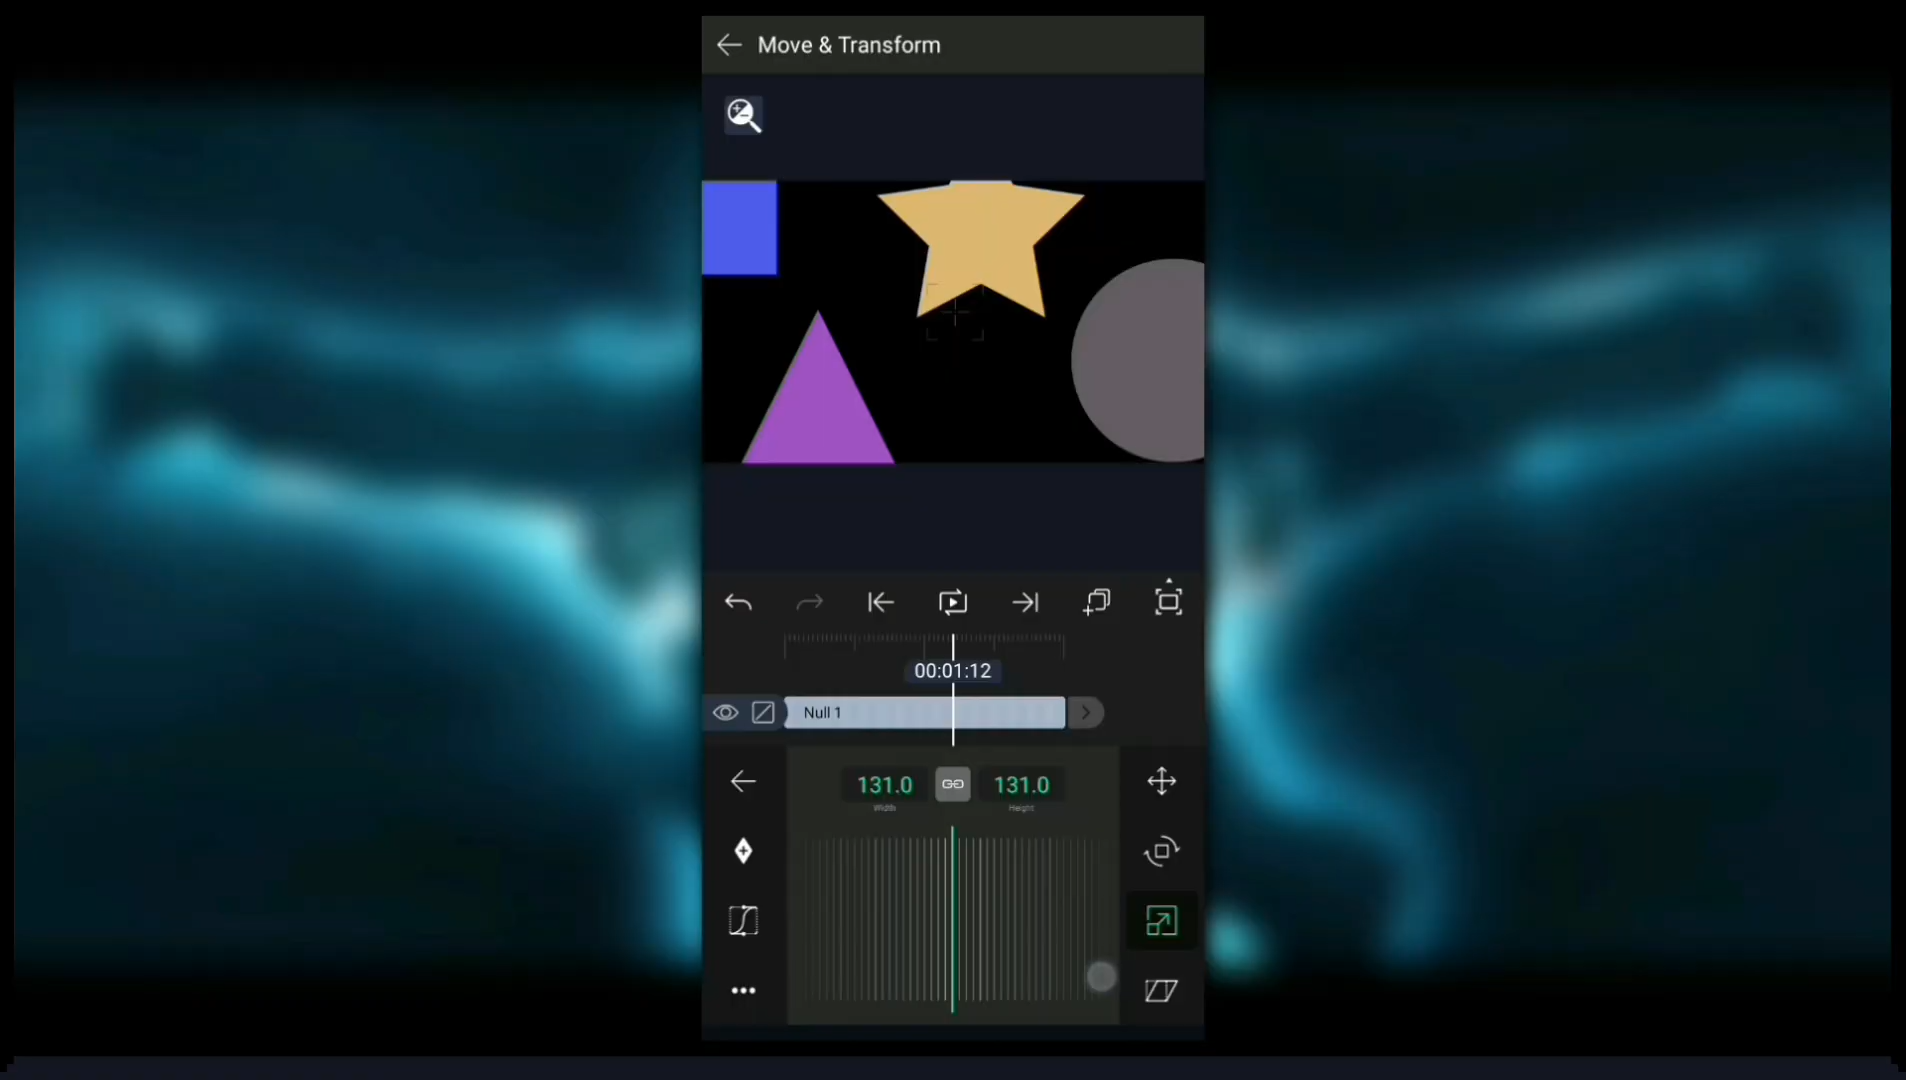 Move & Transform
00:01:12
Null 1
131.0 131.0
Width Height